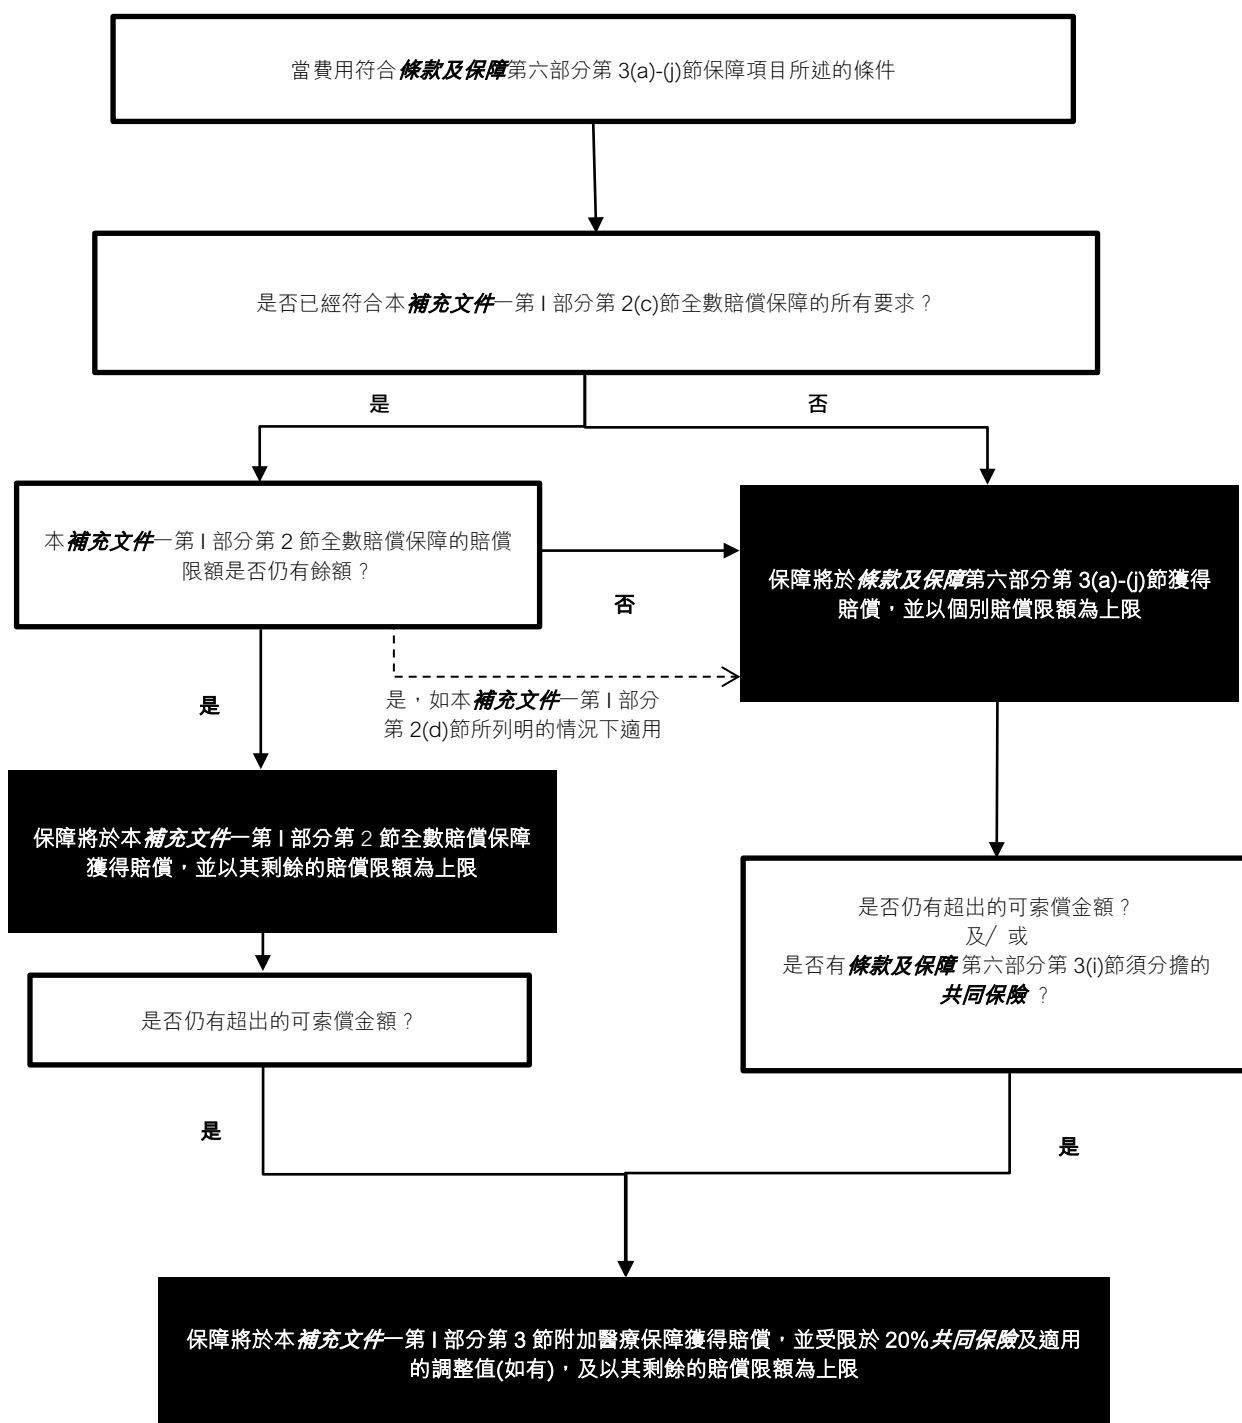 當費用符合條款及保障第六部分第 3(a)-(j)節保障項目所述的條件
是否已經符合本補充文件一第 I 部分第 2(c)節全數賠償保障的所有要求？
是
否
本補充文件一第 I 部分第 2 節全數賠償保障的賠償
限額是否仍有餘額？
否
保障將於條款及保障第六部分第 3(a)-(j)節獲得
賠償，並以個別賠償限額為上限
是
是，如本補充文件一第 I 部分
第 2(d)節所列明的情況下適用
保障將於本補充文件一第 I 部分第 2 節全數賠償保障
獲得賠償，並以其剩餘的賠償限額為上限
是否仍有超出的可索償金額？
及/ 或
是否有條款及保障 第六部分第 3(i)節須分擔的
共同保險 ？
是否仍有超出的可索償金額？
是
是
保障將於本補充文件一第 I 部分第 3 節附加醫療保障獲得賠償，並受限於 20%共同保險及適用
的調整值(如有)，及以其剩餘的賠償限額為上限